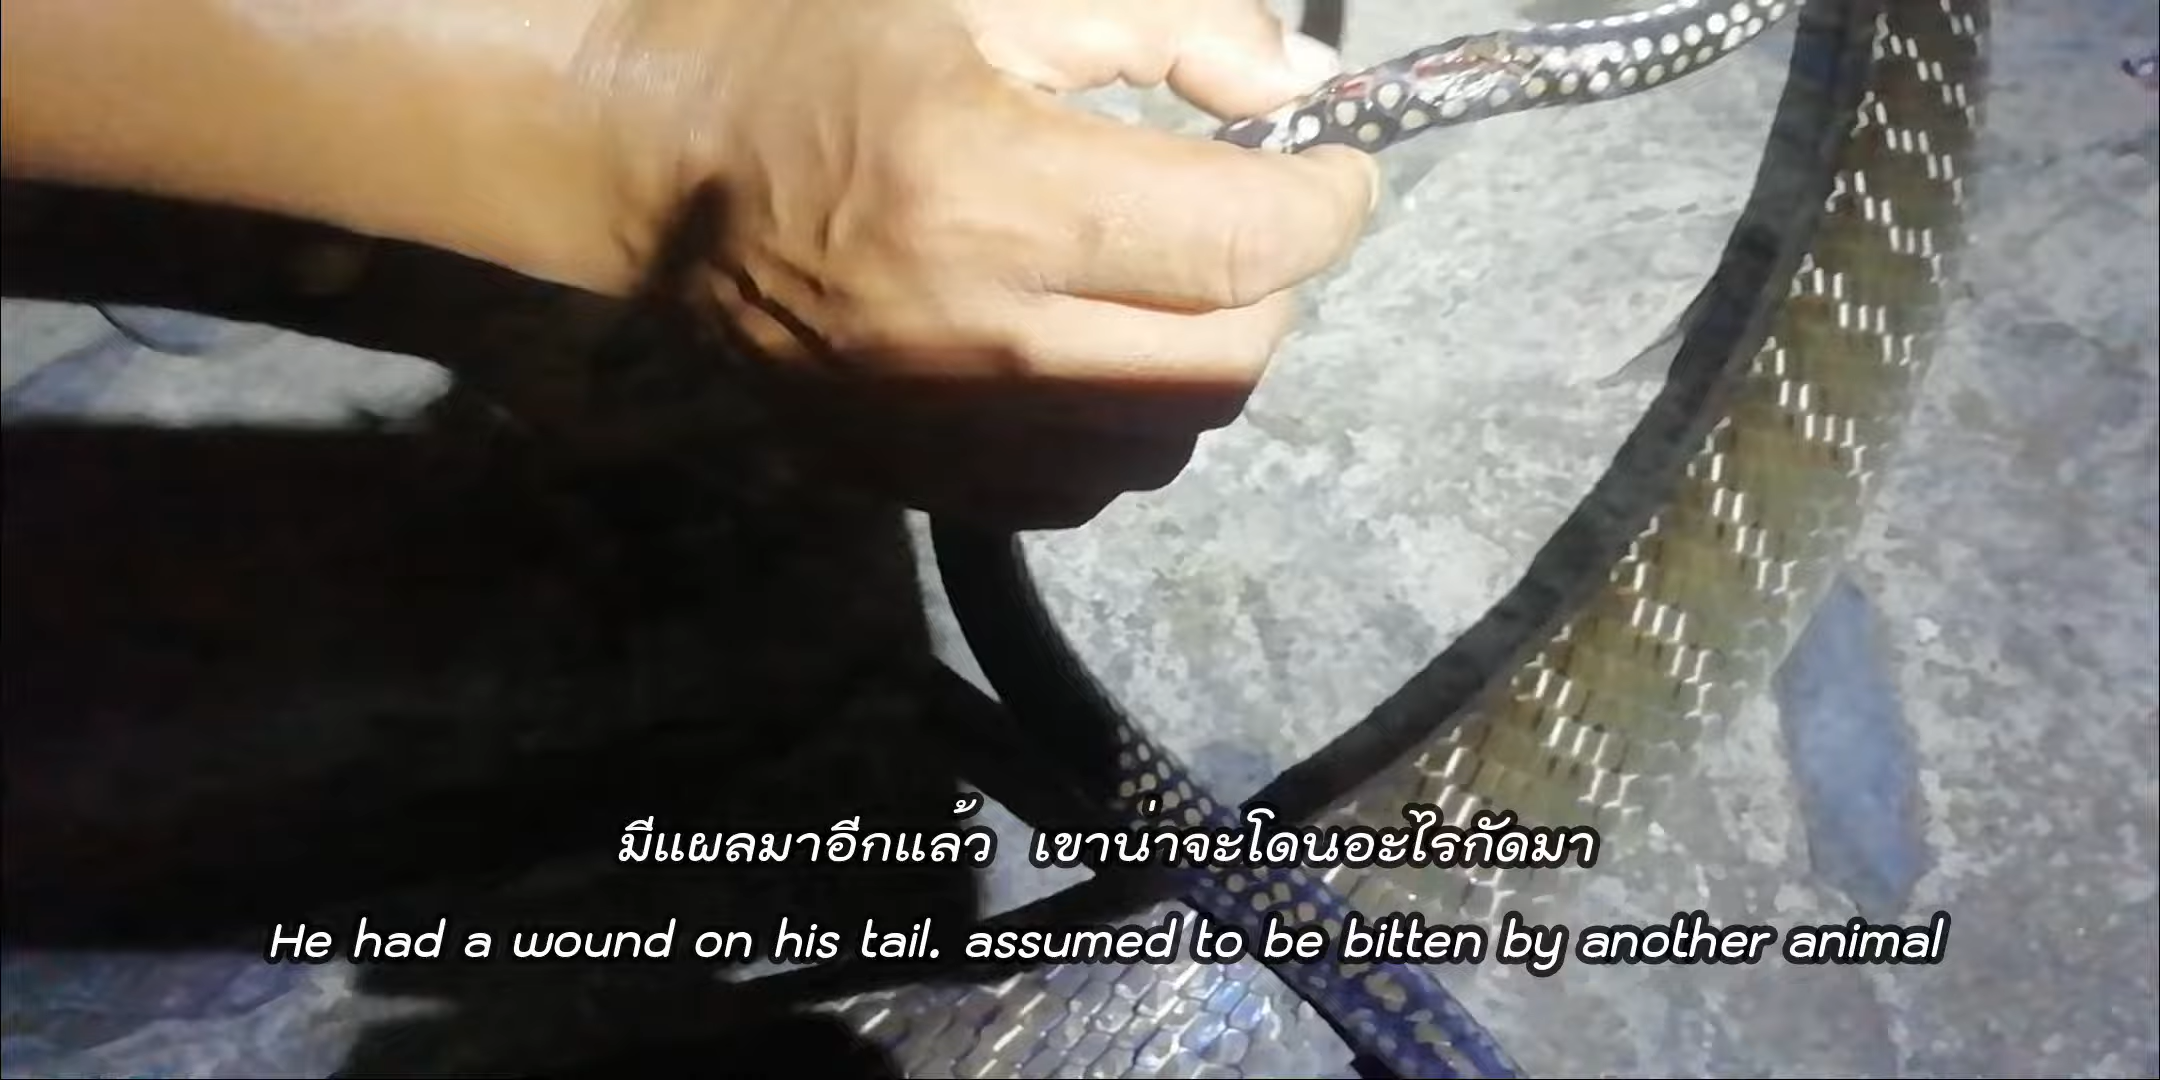 มีแผลมาอีกแล้ว เขาน่าจะโดนอะไรกัดมา
He had a wound on his tail. assumed to be bitten by another animal